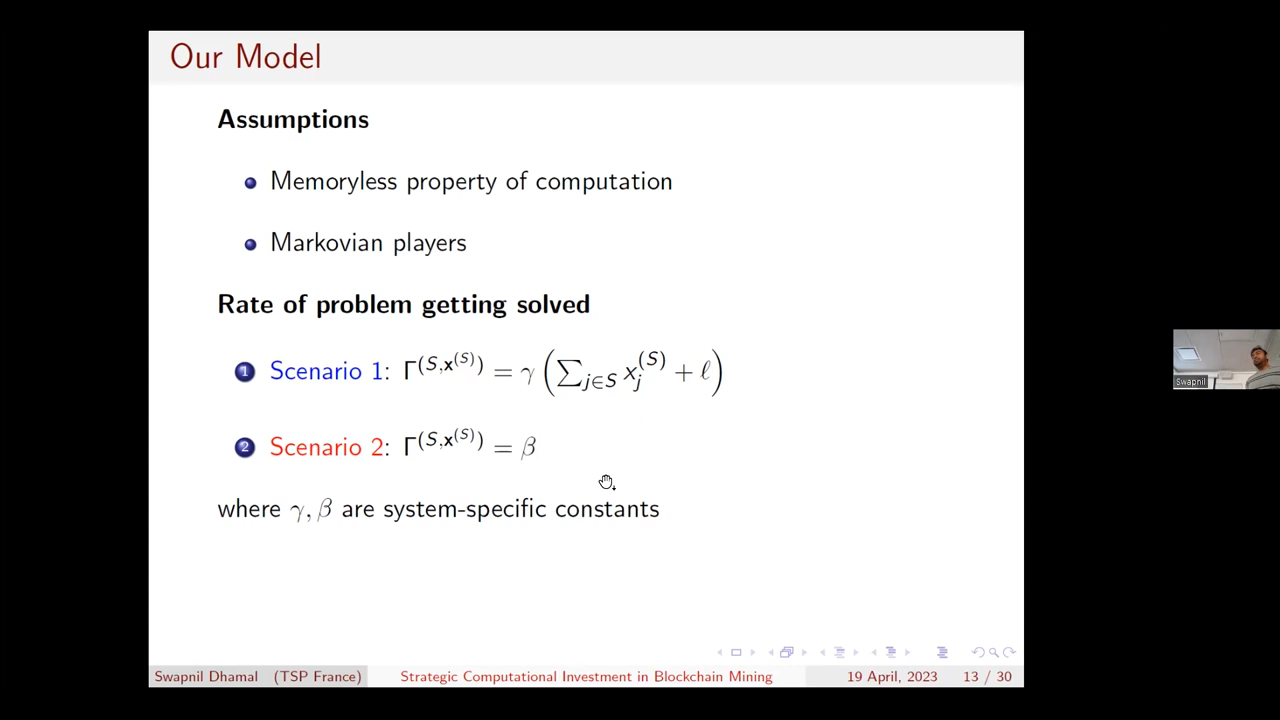 Our Model
Assumptions
Memoryless property of computation
Markovian players
Rate of problem getting solved
1 Scenario 1: Γ^(S,x^(S)) = γ (∑_{j∈S} x_j^(S) + ℓ)
2 Scenario 2: Γ^(S,x^(S)) = β
where γ, β are system-specific constants
Swapnil
Swapnil Dhamal (TSP France) Strategic Computational Investment in Blockchain Mining 19 April, 2023 13 / 30